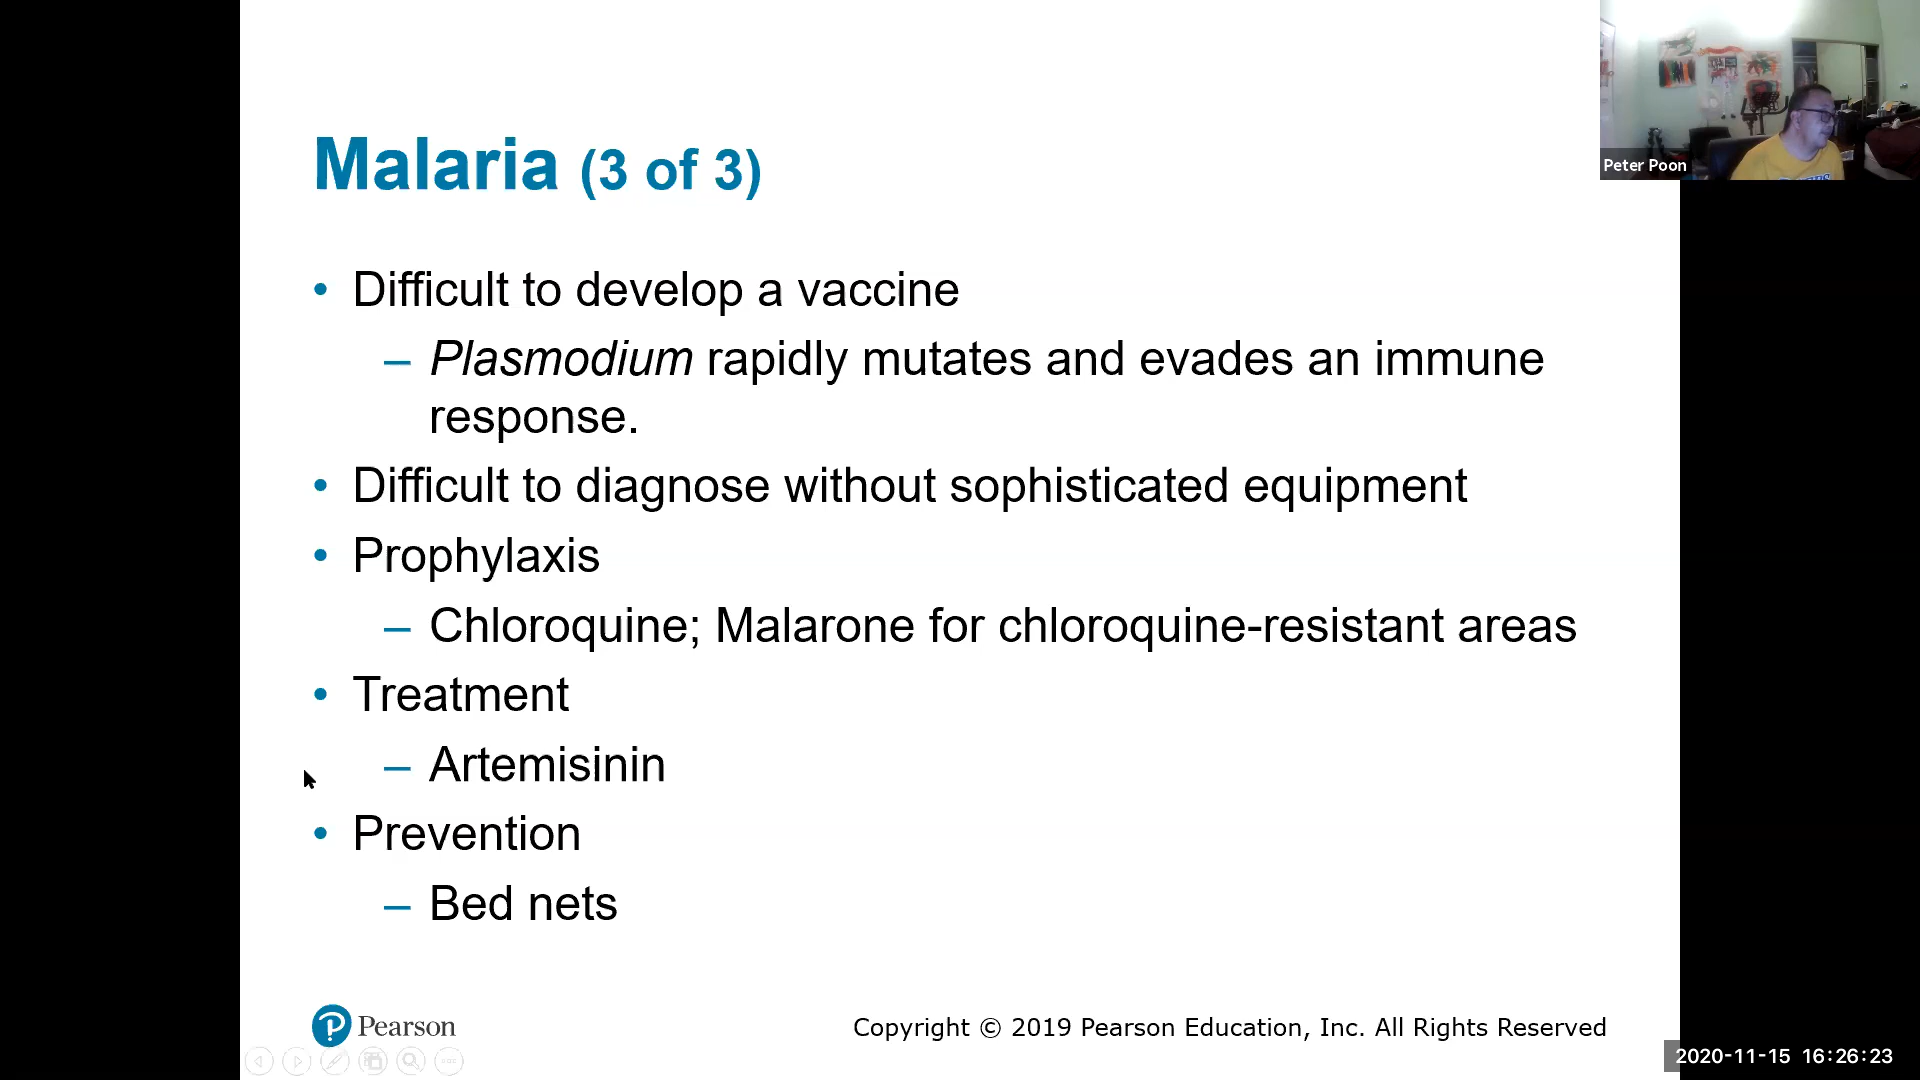 Peter Poon
Malaria (3 of 3)
• Difficult to develop a vaccine
– Plasmodium rapidly mutates and evades an immune
response.
• Difficult to diagnose without sophisticated equipment
• Prophylaxis
– Chloroquine; Malarone for chloroquine-resistant areas
• Treatment
– Artemisinin
• Prevention
– Bed nets
Pearson
Copyright © 2019 Pearson Education, Inc. All Rights Reserved
2020-11-15 16:26:23